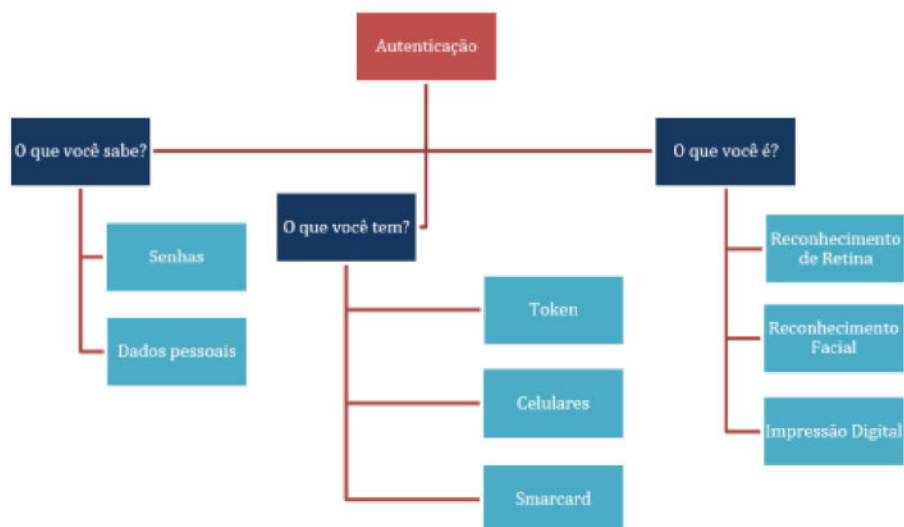 Autenticação
O que você sabe?
Senhas
Dados pessoais
O que você tem?
Token
Celulares
Smarcard
O que você é?
Reconhecimento
de Retina
Reconhecimento
Facial
Impressão Digital